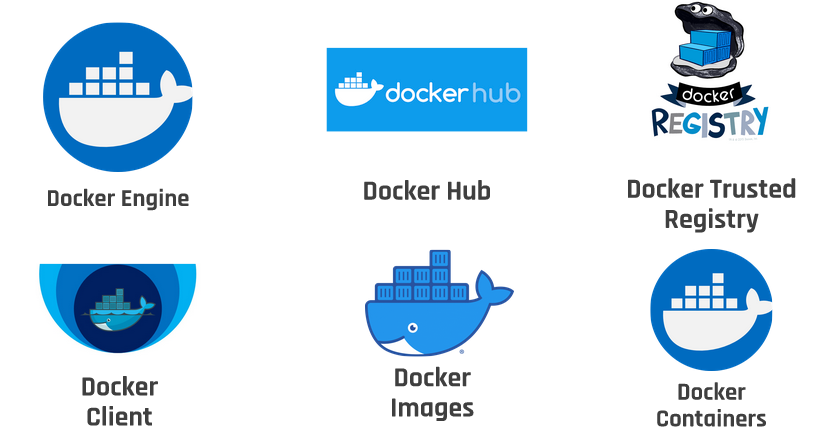 docker hub
docker
REGISTRY
Docker Engine
Docker Hub
Docker Trusted
Registry
Docker
Client
Docker
Images
Docker
Containers